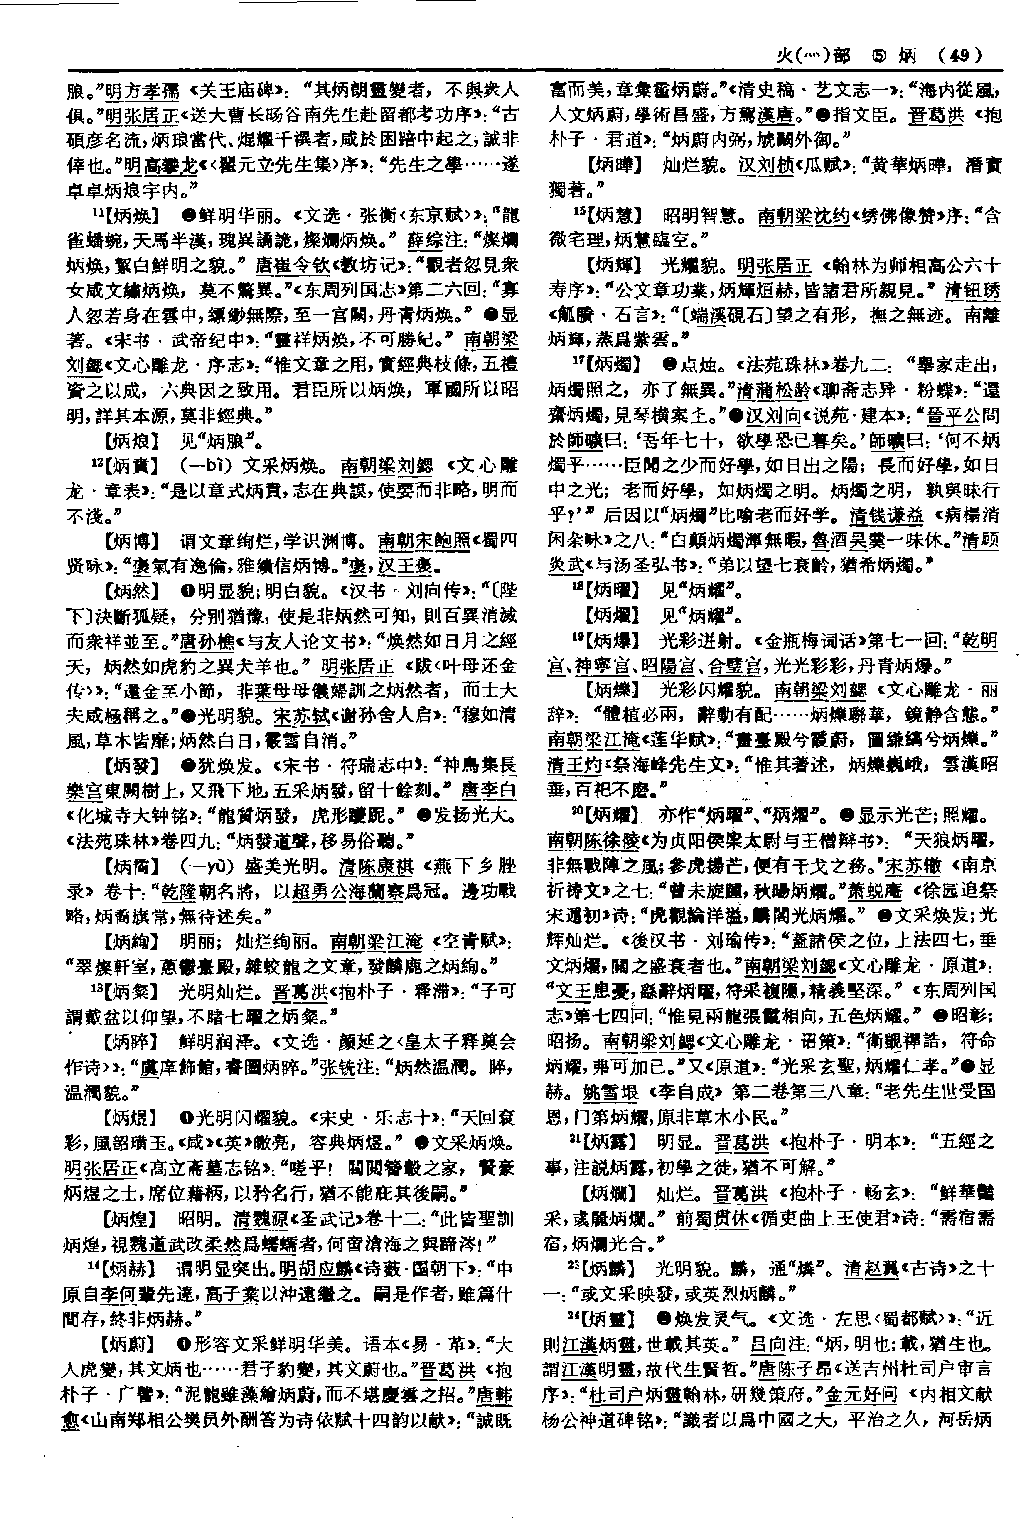 火(灬)部 ⑤ 炳 (49)
朖。”明方孝孺《关王庙碑》：“其炳朗靈變者，不與衆人
俱。”明张居正《送大曹长旸谷南先生赴留都考功序》：“古
碩彦名流，炳琅當代、焜耀千禩者，咸於困踣中起之，誠非
倖也。”明高攀龙《〈翟元立先生集〉序》：“先生之學……遂
卓卓炳烺宇内。”
11【炳焕】 ❶鲜明华丽。《文选·张衡〈东京赋〉》：“龍
雀蟠蜿，天馬半漢，瑰異譎詭，燦爛炳焕。”薛综注：“燦爛
炳焕，絜白鲜明之貌。”唐崔令钦《教坊记》：“觀者忽見衆
女咸文繡炳焕，莫不驚異。”《东周列国志》第二六回：“寡
人忽若身在雲中，縹緲無際，至一宫闕，丹青炳焕。”❷显
著。《宋书·武帝纪中》：“靈祥炳焕，不可勝紀。”南朝梁
刘勰《文心雕龙·序志》：“惟文章之用，實經典枝條，五禮
資之以成，六典因之致用。君臣所以炳焕，軍國所以昭
明，詳其本源，莫非經典。”
【炳烺】 见“炳朖”。
12【炳賁】 (－bì) 文采炳焕。南朝梁刘勰《文心雕
龙·章表》：“是以章式炳賁，志在典謨，使要而非略，明而
不淺。”
【炳博】 谓文章绚烂，学识渊博。南朝宋鲍照《蜀四
贤咏》：“褒氣有逸倫，雅繢信炳博。”褒，汉王褒。
【炳然】 ❶明显貌；明白貌。《汉书·刘向传》：“〔陛
下〕決斷狐疑，分别猶豫，使是非炳然可知，則百異消滅
而衆祥並至。”唐孙樵《与友人论文书》：“焕然如日月之經
天，炳然如虎豹之異犬羊也。”明张居正《跋〈叶母还金
传〉》：“還金至小節，非葉母母儀婦訓之炳然者，而士大
夫咸極稱之。”❷光明貌。宋苏轼《谢孙舍人启》：“穆如清
風，草木皆靡；炳然白日，霰雪自消。”
【炳發】 ❶犹焕发。《宋书·符瑞志中》：“神鳥集長
樂宫東闕樹上，又飛下地，五采炳發，留十餘刻。”唐李白
《化城寺大钟铭》：“龍質炳發，虎形躨跜。”❷发扬光大。
《法苑珠林》卷四九：“炳發道聲，移易俗聽。”
【炳矞】 (－yù) 盛美光明。清陈康祺《燕下乡脞
录》卷十：“乾隆朝名將，以超勇公海蘭察爲冠。邊功戰
略，炳矞旗常，無待述矣。”
【炳絢】 明丽；灿烂绚丽。南朝梁江淹《空青赋》：
“翠燦軒室，葱鬱臺殿，雜蛟龍之文章，發麟鹿之炳絢。”
13【炳粲】 光明灿烂。晋葛洪《抱朴子·释滞》：“子可
謂戴盆以仰望，不睹七曜之炳粲。”
【炳睟】 鲜明润泽。《文选·颜延之〈皇太子释奠会
作诗〉》：“虞庠飾館，睿圖炳睟。”张铣注：“炳然温潤。睟，
温潤貌。”
【炳煜】 ❶光明闪耀貌。《宋史·乐志十》：“天回袞
彩，風韶璜玉。《咸》《英》皦亮，容典炳煜。”❷文采炳焕。
明张居正《高立斋墓志铭》：“嗟乎！閥閲簪轂之家，賢豪
炳煜之士，席位藉柄，以矜名行，猶不能庇其後嗣。”
【炳煌】 昭明。清魏源《圣武记》卷十二：“此皆聖訓
炳煌，視魏道武改柔然爲蠕蠕者，何啻滄海之與蹄涔！”
14【炳赫】 谓明显突出。明胡应麟《诗薮·国朝下》：“中
原自李何輩先逵，高子業以沖遠繼之。嗣是作者，雖篇什
間存，終非炳赫。”
【炳蔚】 ❶形容文采鲜明华美。语本《易·革》：“大
人虎變，其文炳也……君子豹變，其文蔚也。”晋葛洪《抱
朴子·广譬》：“泥龍雖藻繪炳蔚，而不堪慶雲之招。”唐韩
愈《山南郑相公樊员外酬答为诗依赋十四韵以献》：“誠既
富而美，章彙霍炳蔚。”《清史稿·艺文志一》：“海内從風，
人文炳蔚，學術昌盛，方駕漢唐。”❷指文臣。晋葛洪《抱
朴子·君道》：“炳蔚内弼，虓闞外御。”
【炳曄】 灿烂貌。汉刘桢《瓜赋》：“黄華炳曄，潛實
獨著。”
15【炳慧】 昭明智慧。南朝梁沈约《绣佛像赞》序：“含
微宅理，炳慧臨空。”
【炳輝】 光耀貌。明张居正《翰林为师相高公六十
寿序》：“公文章功業，炳輝烜赫，皆諸君所親見。”清钮琇
《觚賸·石言》：“〔端溪硯石〕望之有形，撫之無迹。南離
炳輝，蒸爲紫雲。”
17【炳燭】 ❶点烛。《法苑珠林》卷九二：“舉家走出，
炳燭照之，亦了無異。”清蒲松龄《聊斋志异·粉蝶》：“還
齋炳燭，見琴横案上。”❷汉刘向《说苑·建本》：“晉平公問
於師曠曰：‘吾年七十，欲學恐已暮矣。’師曠曰：‘何不炳
燭乎……臣聞之少而好學，如日出之陽；長而好學，如日
中之光；老而好學，如炳燭之明。炳燭之明，孰與昧行
乎？’”后因以“炳燭”比喻老而好学。清钱谦益《病榻消
闲杂咏》之八：“白顛炳燭渾無暇，魯酒吴羹一味休。”清顾
炎武《与汤圣弘书》：“弟以望七衰齡，猶希炳燭。”
18【炳曜】 见“炳耀”。
【炳燿】 见“炳耀”。
19【炳爆】 光彩迸射。《金瓶梅词话》第七一回：“乾明
宫、神寧宫、昭陽宫、合璧宫，光光彩彩，丹青炳爆。”
【炳爍】 光彩闪耀貌。南朝梁刘勰《文心雕龙·丽
辞》：“體植必兩，辭動有配……炳爍聯華，鏡静含態。”
南朝梁江淹《莲华赋》：“畫臺殿兮霞蔚，圖縑縞兮炳爍。”
清王灼《祭海峰先生文》：“惟其著述，炳爍巍峨，雲漢昭
垂，百祀不磨。”
20【炳耀】 亦作“炳曜”、“炳燿”。❶显示光芒；照耀。
南朝陈徐陵《为贞阳侯重与王太尉僧辩书》：“天狼炳曜，
非無戰陣之風；參虎揚芒，便有干戈之務。”宋苏辙《南京
祈祷文》之七：“曾未旋踵，秋暘炳燿。”萧蜕庵《徐园追祭
宋遯初》诗：“虎觀論洋溢，麟閣光炳燿。”❷文采焕发；光
辉灿烂。《後汉书·刘瑜传》：“蓋諸侯之位，上法四七，垂
文炳燿，關之盛衰者也。”南朝梁刘勰《文心雕龙·原道》：
“文王患憂，繇辭炳曜，符采複隱，精義堅深。”《东周列国
志》第七四回：“惟見兩龍張鬣相向，五色炳耀。”❸昭彰；
昭扬。南朝梁刘勰《文心雕龙·诏策》：“衛覬禪誥，符命
炳耀，弗可加已。”又《原道》：“光采玄聖，炳耀仁孝。”❹显
赫。姚雪垠《李自成》第二卷第三八章：“老先生世受国
恩，门第炳耀，原非草木小民。”
21【炳露】 明显。晋葛洪《抱朴子·明本》：“五經之
事，注説炳露，初學之徒，猶不可解。”
【炳爛】 灿烂。晋葛洪《抱朴子·畅玄》：“鮮華豔
采，或麗炳爛。”前蜀贯休《循吏曲上王使君》诗：“需宿需
宿，炳爛光合。”
23【炳麟】 光明貌。麟，通“燐”。清赵翼《古诗》之十
一：“或文采映發，或英烈炳麟。”
24【炳靈】 ❶焕发灵气。《文选·左思〈蜀都赋〉》：“近
則江漢炳靈，世載其英。”吕向注：“炳，明也；載，猶生也。
謂江漢明靈，故代生賢哲。”唐陈子昂《送吉州杜司户审言
序》：“杜司户炳靈翰林，研幾策府。”金元好问《内相文献
杨公神道碑铭》：“識者以爲中國之大，平治之久，河岳炳